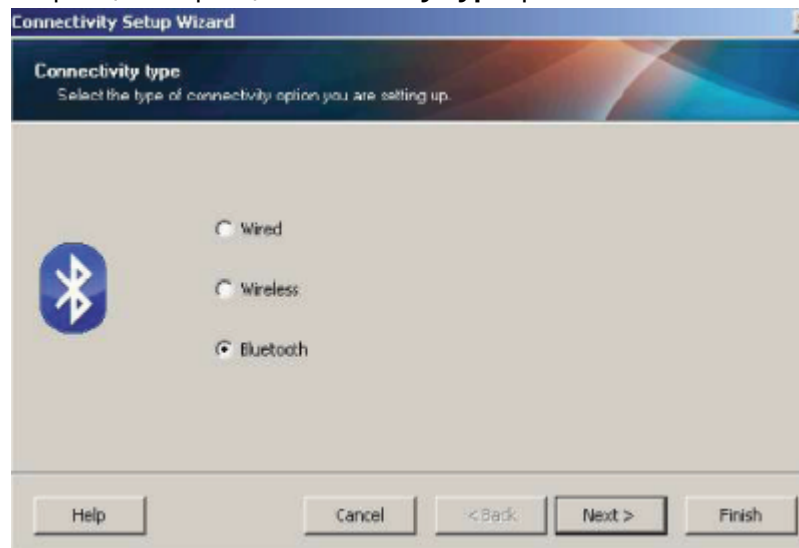 Connectivity Setup Wizard
Connectivity type
Select the type of connectivity option you are setting up.
Wired
Wireless
Bluetooth
Help
Cancel
< Back
Next >
Finish